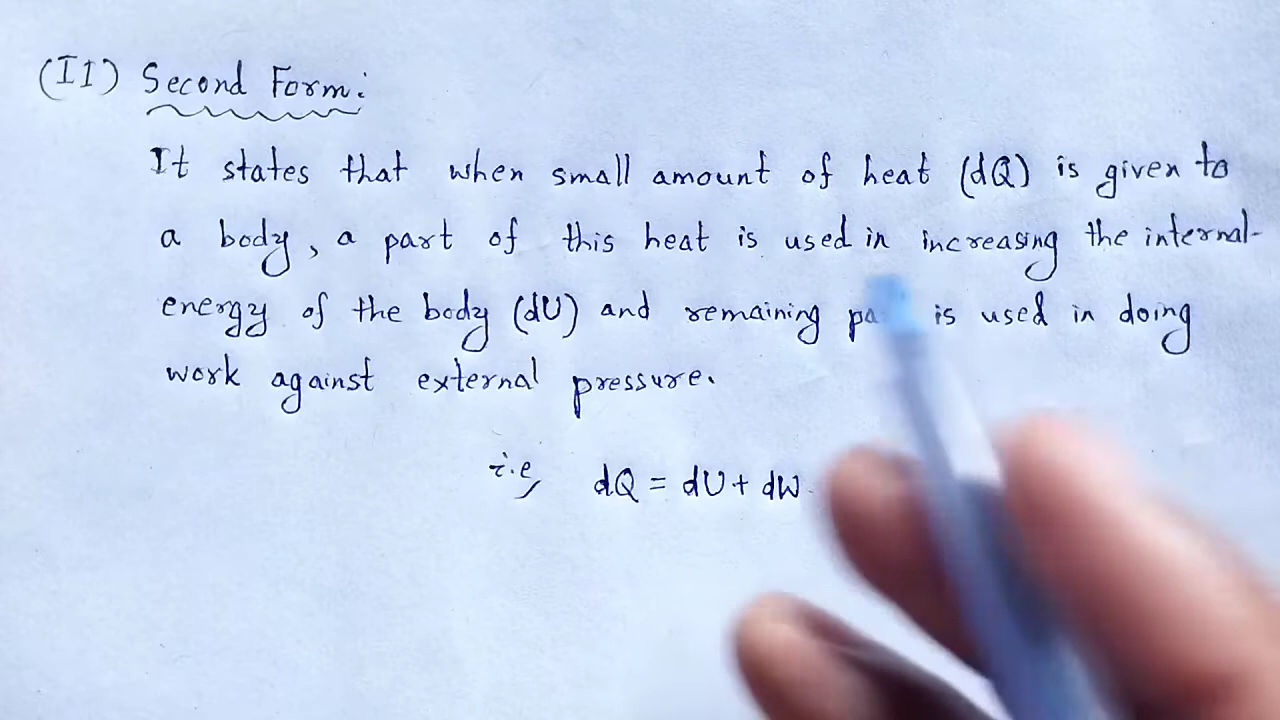 (II) Second Form:
It states that when small amount of heat (dQ) is given to
a body, a part of this heat is used in increasing the internal-
energy of the body (dU) and remaining is used in doing
work against external pressure.
i.e, dQ = dU + dW.